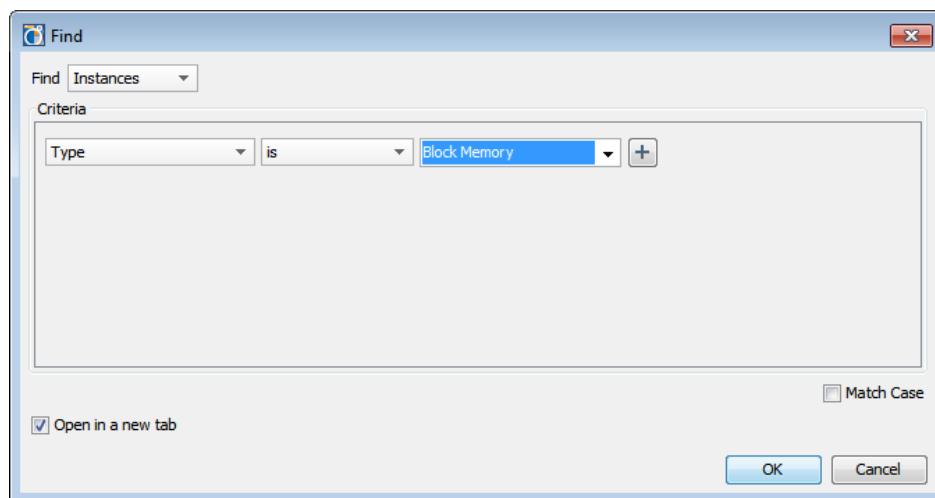 Find
Find Instances
Criteria
Type is Block Memory
Match Case
Open in a new tab
OK Cancel